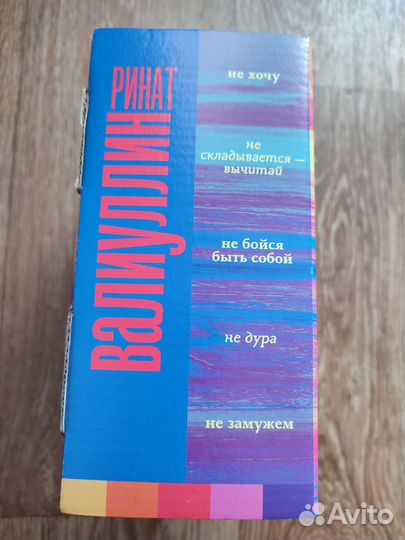 РИНАТ
валиуллин
не хочу
не
складывается —
вычитай
не бойся
быть собой
не дура
не замужем
Avito